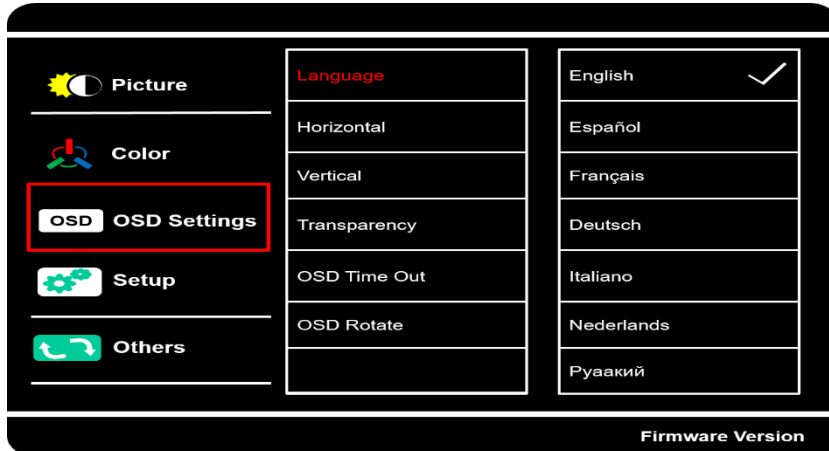 Picture
Color
OSD OSD Settings
Setup
Others
Language
Horizontal
Vertical
Transparency
OSD Time Out
OSD Rotate
English
Español
Français
Deutsch
Italiano
Nederlands
Руаакий
Firmware Version